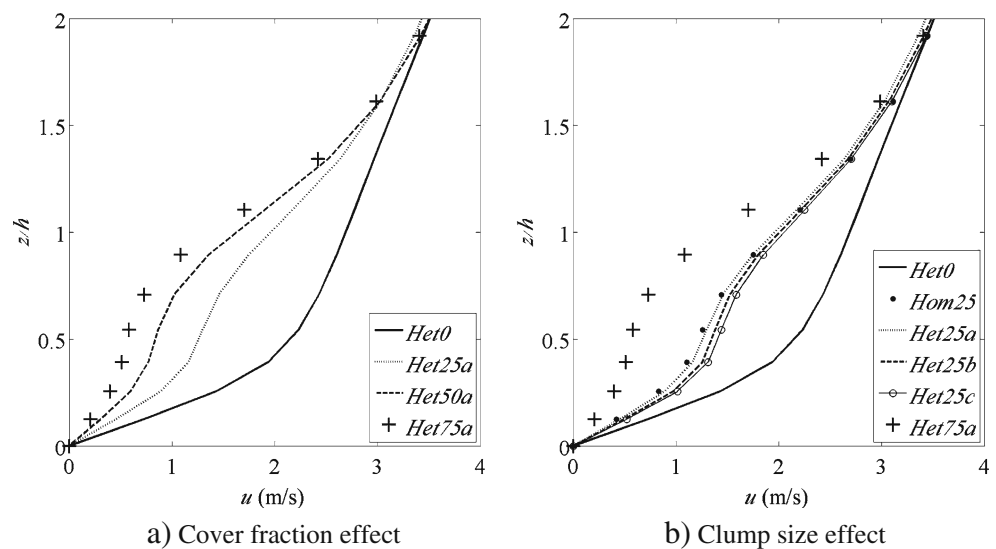 2
1.5
1
0.5
0
z/h
0 1 2 3 4
u (m/s)
Het0
Het25a
Het50a
Het75a
a) Cover fraction effect
2
1.5
1
0.5
0
z/h
0 1 2 3 4
u (m/s)
Het0
Hom25
Het25a
Het25b
Het25c
Het75a
b) Clump size effect